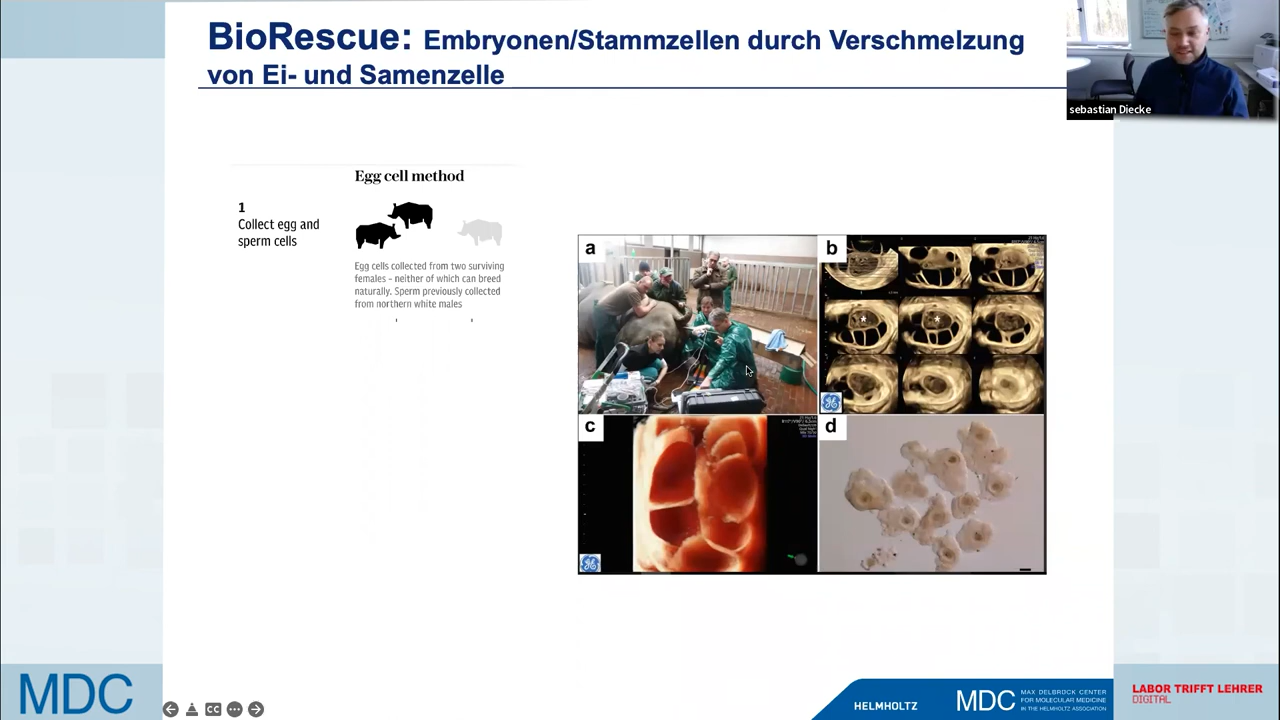 BioRescue: Embryonen/Stammzellen durch Verschmelzung
von Ei- und Samenzelle
sebastian Diecke
Egg cell method
1
Collect egg and
sperm cells
Egg cells collected from two surviving
females – neither of which can breed
naturally. Sperm previously collected
from northern white males
a
b
c
d
MDC
CC
HELMHOLTZ
MDC
MAX DELBRÜCK CENTER
FOR MOLECULAR MEDICINE
IN THE HELMHOLTZ ASSOCIATION
LABOR TRIFFT LEHRER
DIGITAL